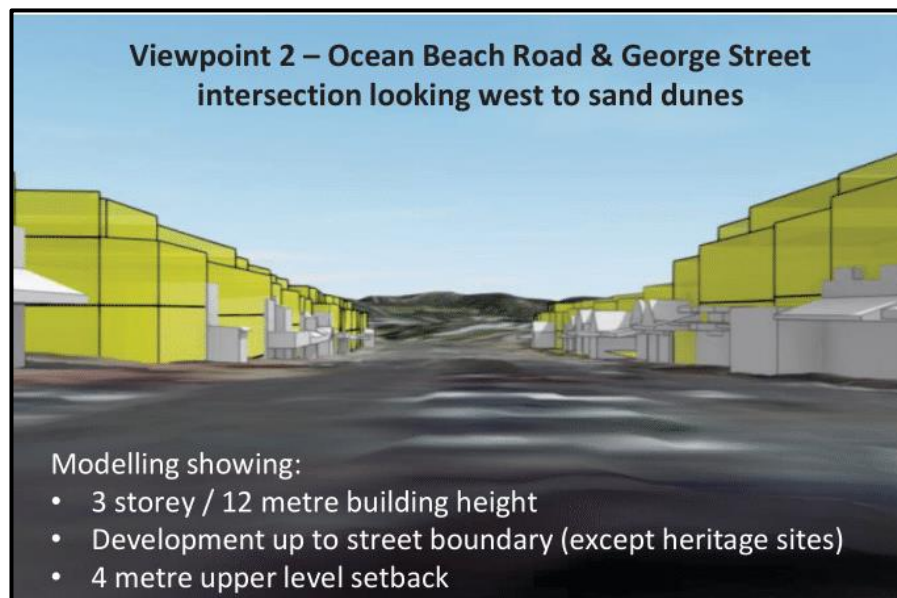 Viewpoint 2 – Ocean Beach Road & George Street
intersection looking west to sand dunes
Modelling showing:
• 3 storey / 12 metre building height
• Development up to street boundary (except heritage sites)
• 4 metre upper level setback